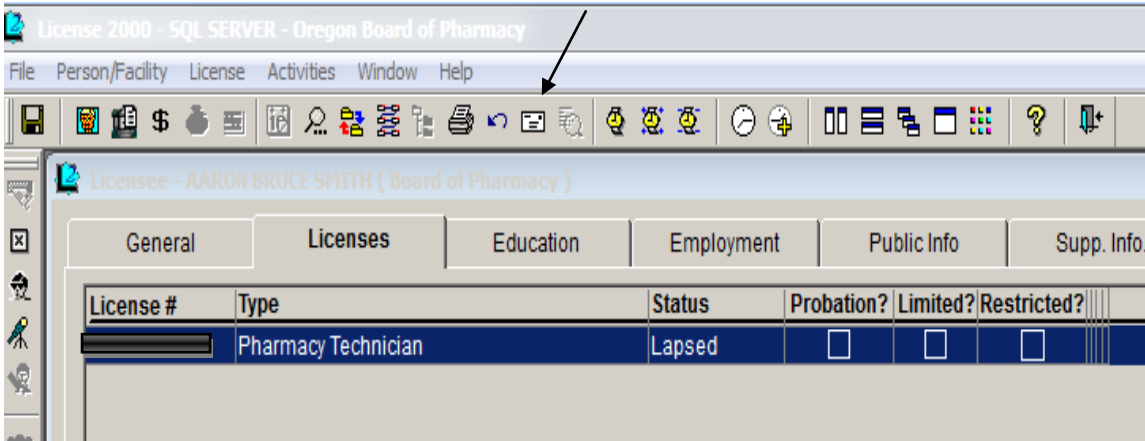 License 2000 - SQL SERVER - Oregon Board of Pharmacy
File Person/Facility License Activities Window Help
Licensee - AARON BRUCE SMITH ( Board of Pharmacy )
General Licenses Education Employment Public Info Supp. Info.
License # Type Status Probation? Limited? Restricted?
Pharmacy Technician Lapsed